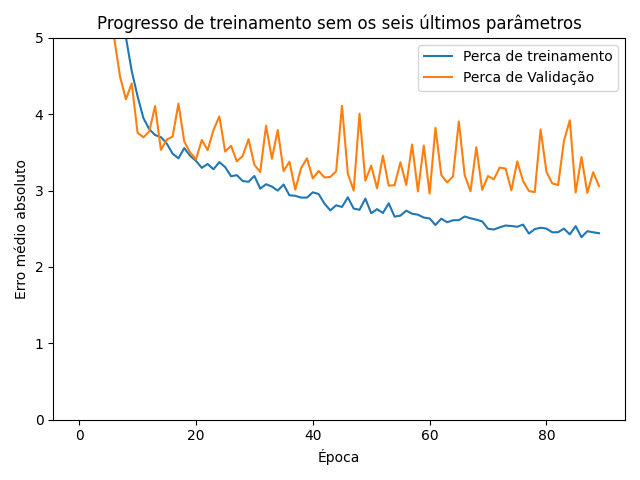 Progresso de treinamento sem os seis últimos parâmetros
Perca de treinamento
Perca de Validação
Erro médio absoluto
5
4
3
2
1
0
0 20 40 60 80
Época